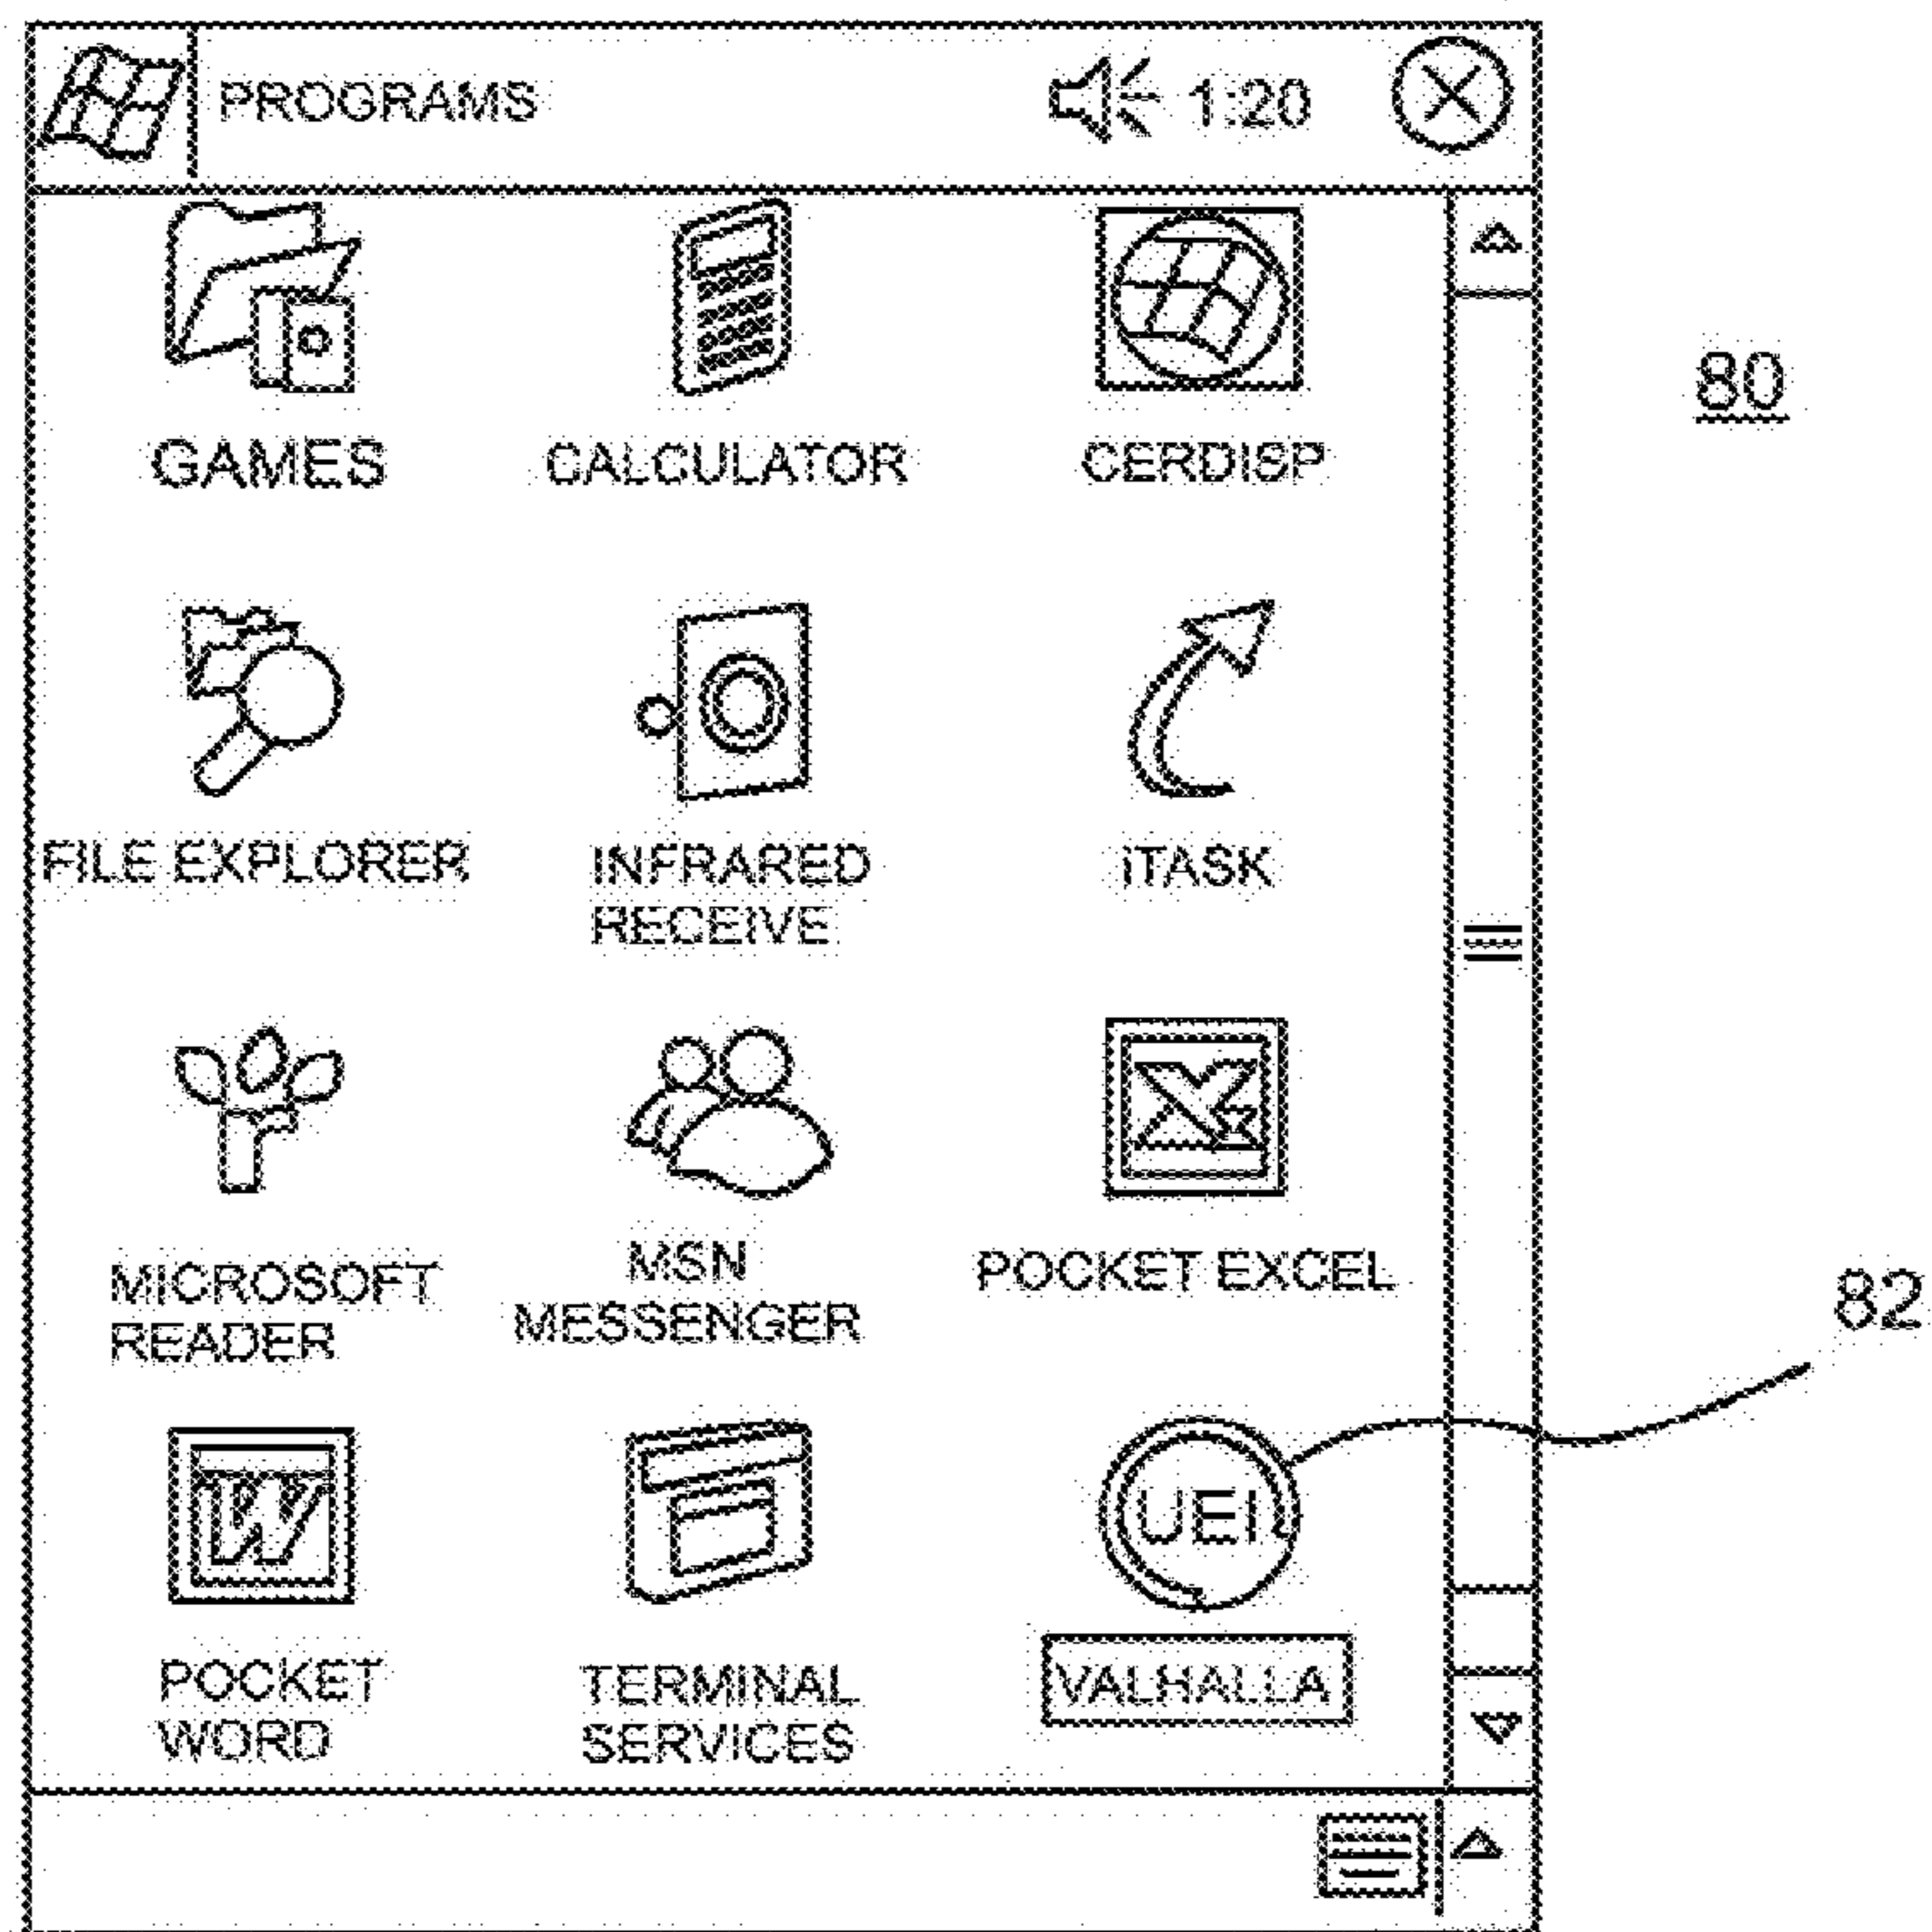 PROGRAMS 1:20
80
GAMES CALCULATOR CERDISP
FILE EXPLORER INFRARED RECEIVE iTASK
MICROSOFT READER MSN MESSENGER POCKET EXCEL
82
W UEI
POCKET WORD TERMINAL SERVICES VALHALLA